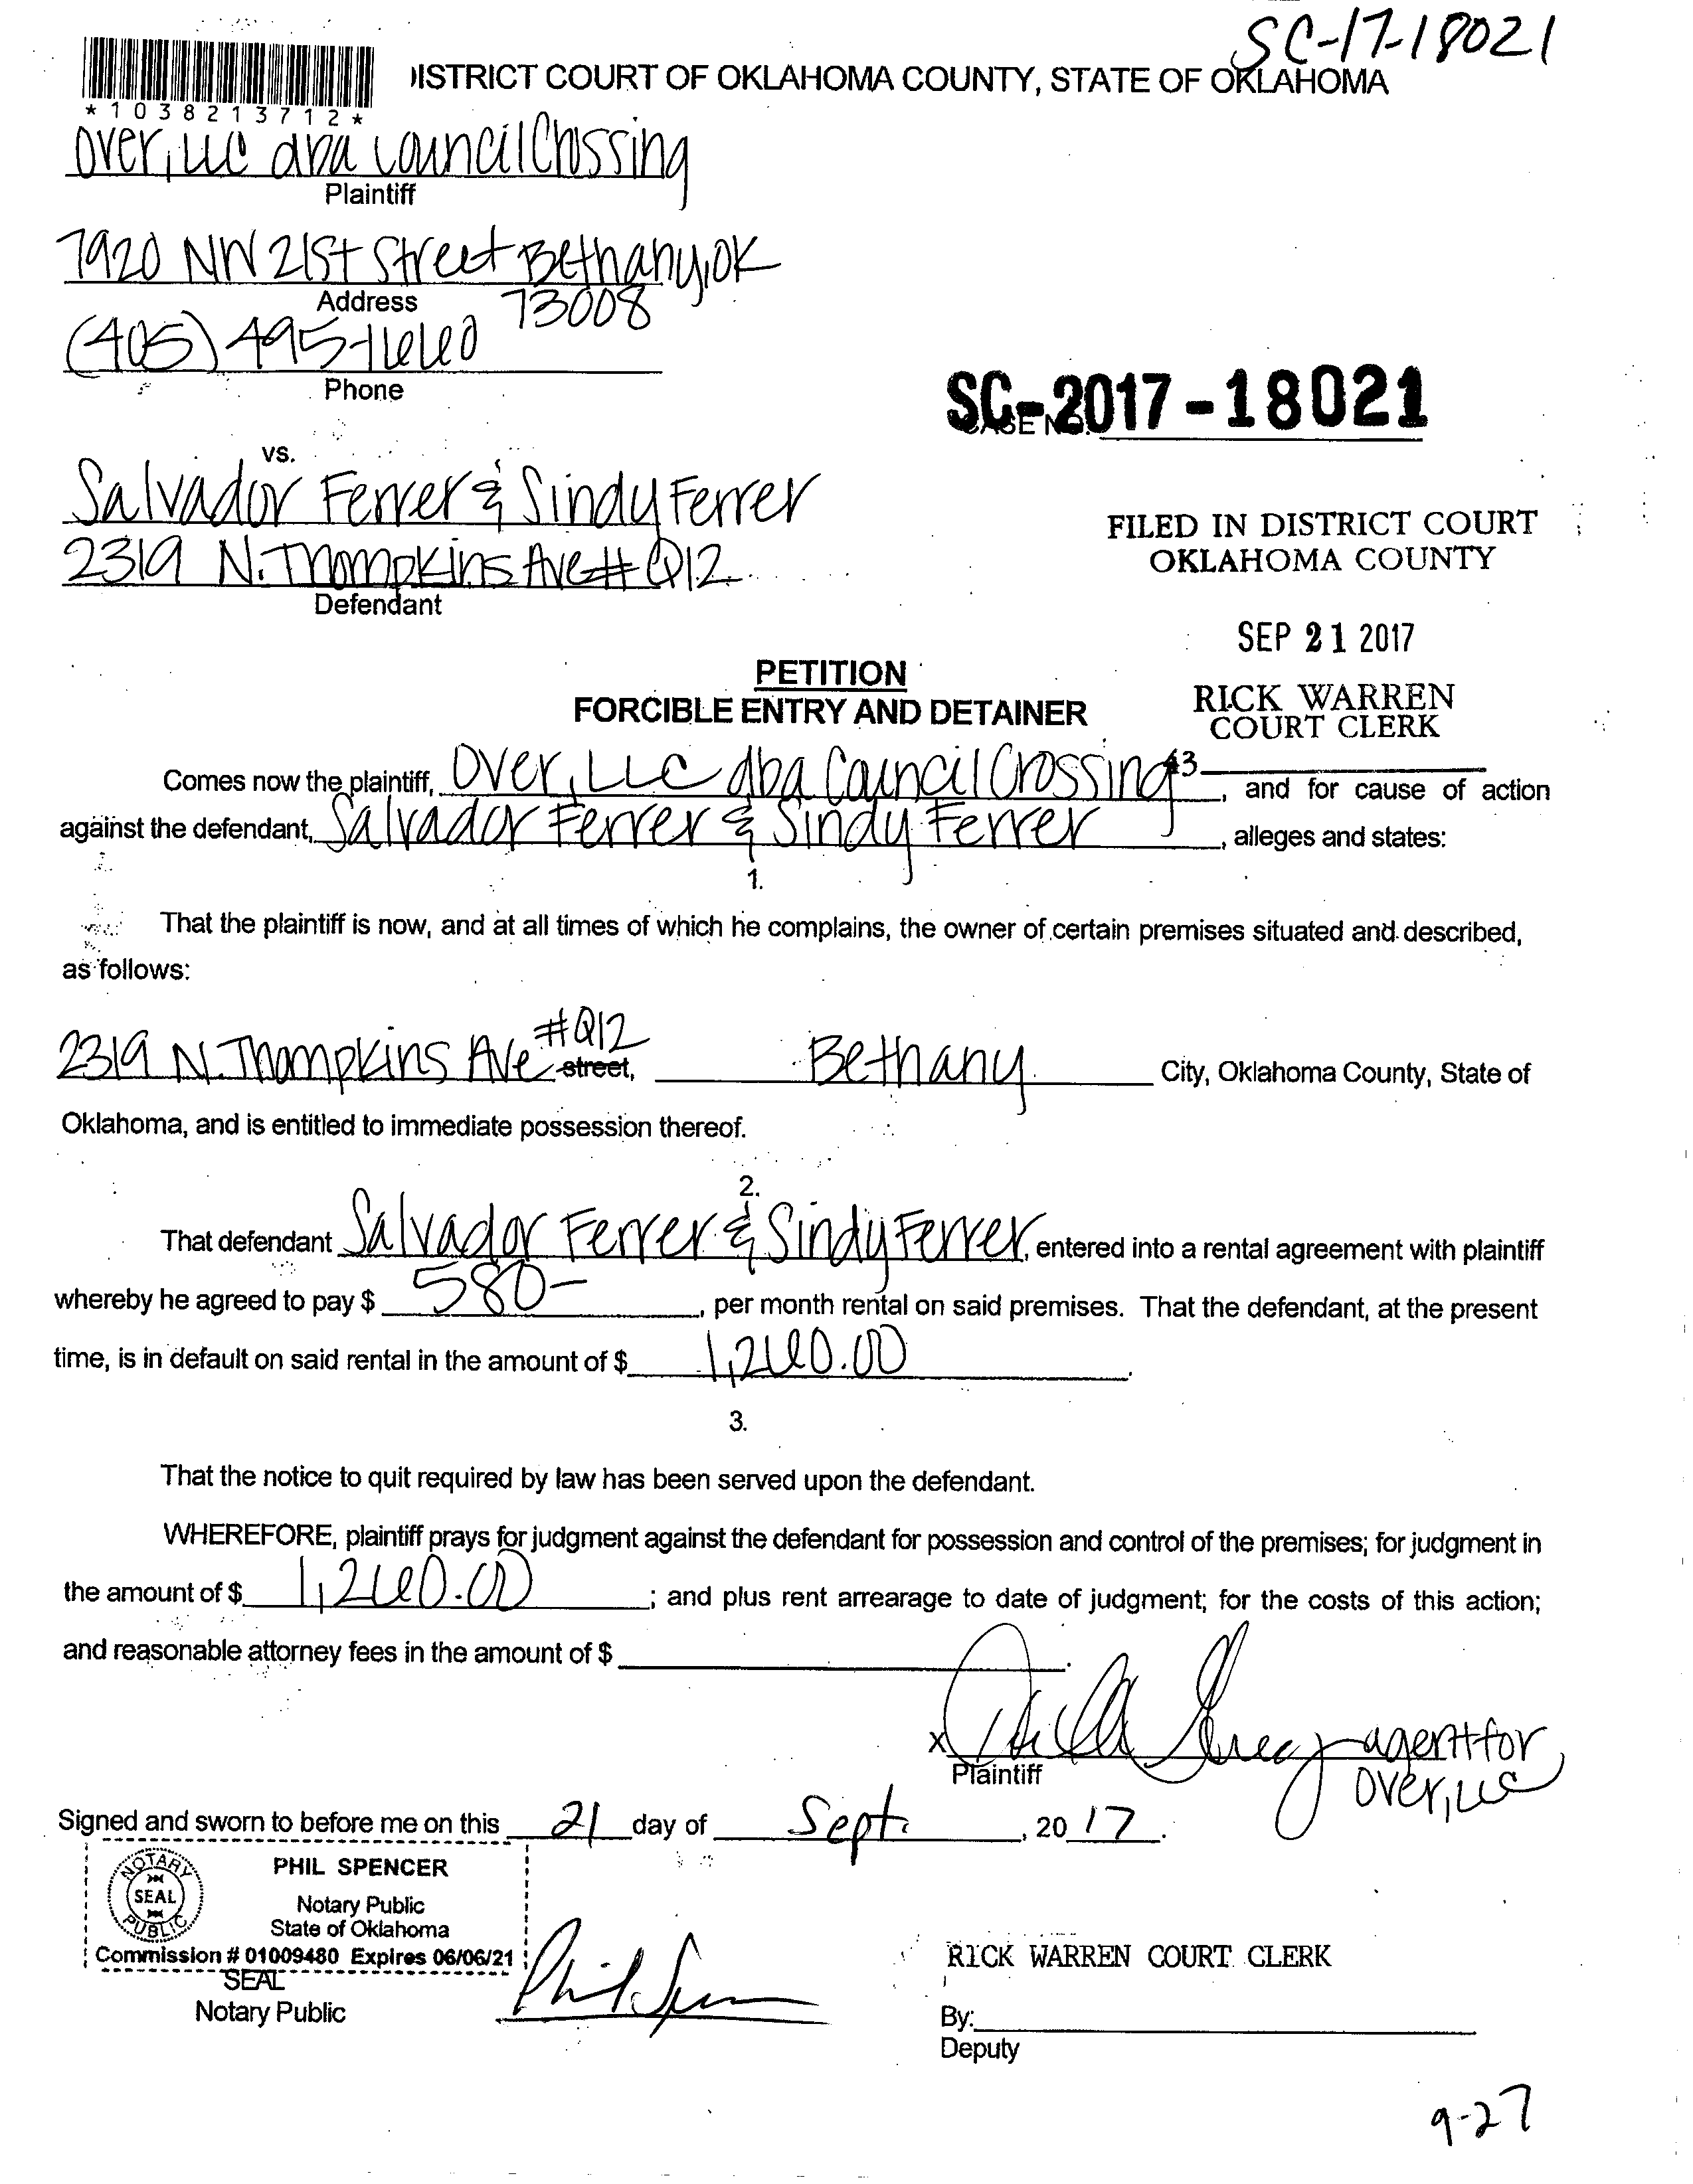 SC-17-18021
*1038213712*
ISTRICT COURT OF OKLAHOMA COUNTY, STATE OF OKLAHOMA
Over, LLC dba Council Crossing
Plaintiff
7920 NW 21st Street Bethany, OK
Address
73008
(405) 495-1660
Phone
SC-2017-18021
CASE NO.
vs.
Salvador Ferrer & Sindy Ferrer
2319 N. Thompkins Ave # Q12
Defendant
FILED IN DISTRICT COURT
OKLAHOMA COUNTY
SEP 21 2017
PETITION
FORCIBLE ENTRY AND DETAINER
RICK WARREN
COURT CLERK
43
Comes now the plaintiff, Over, LLC dba Council Crossing, and for cause of action
against the defendant, Salvador Ferrer & Sindy Ferrer, alleges and states:
1.
That the plaintiff is now, and at all times of which he complains, the owner of certain premises situated and described,
as follows:
2319 N. Thompkins Ave #Q12 street, Bethany City, Oklahoma County, State of
Oklahoma, and is entitled to immediate possession thereof.
2.
That defendant Salvador Ferrer & Sindy Ferrer, entered into a rental agreement with plaintiff
whereby he agreed to pay $ 580-, per month rental on said premises. That the defendant, at the present
time, is in default on said rental in the amount of $ 1,260.00.
3.
That the notice to quit required by law has been served upon the defendant.
WHEREFORE, plaintiff prays for judgment against the defendant for possession and control of the premises; for judgment in
the amount of $ 1,260.00; and plus rent arrearage to date of judgment; for the costs of this action;
and reasonable attorney fees in the amount of $
X agent for
Plaintiff
Over, LLC
Signed and sworn to before me on this 21 day of Sept., 2017.
NOTARY PUBLIC SEAL
PHIL SPENCER
Notary Public
State of Oklahoma
Commission # 01009480 Expires 06/06/21
SEAL
Notary Public
Phil Spencer
RICK WARREN COURT CLERK
By:
Deputy
9-27